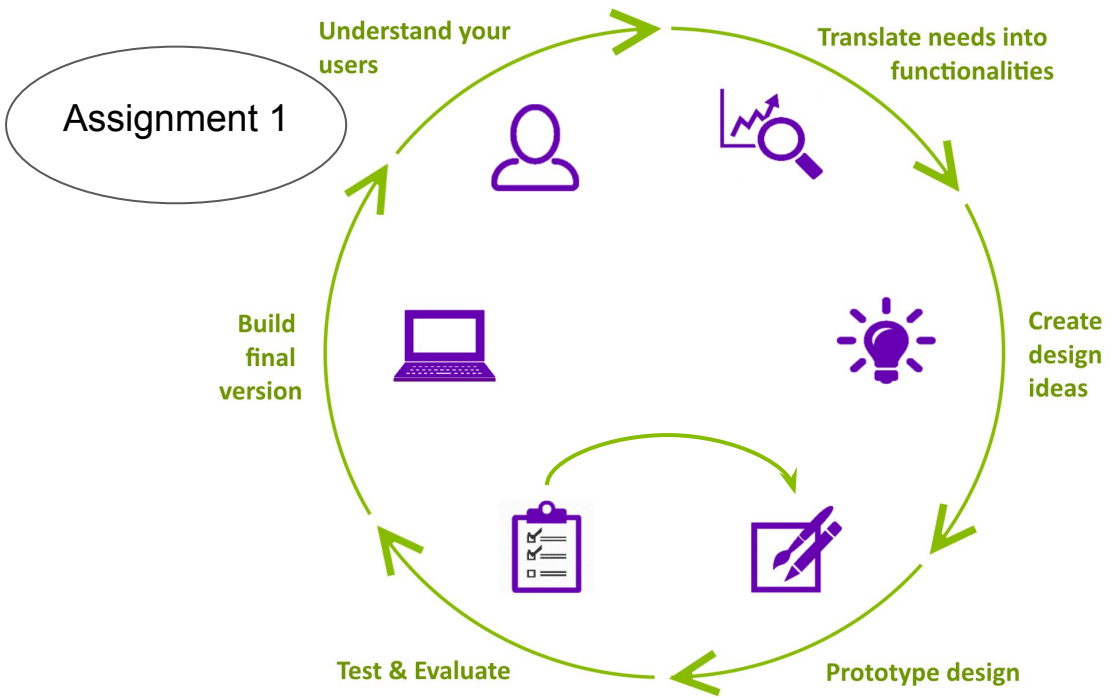 Assignment 1
Understand your
users
Translate needs into
functionalities
Create
design
ideas
Prototype design
Test & Evaluate
Build
final
version